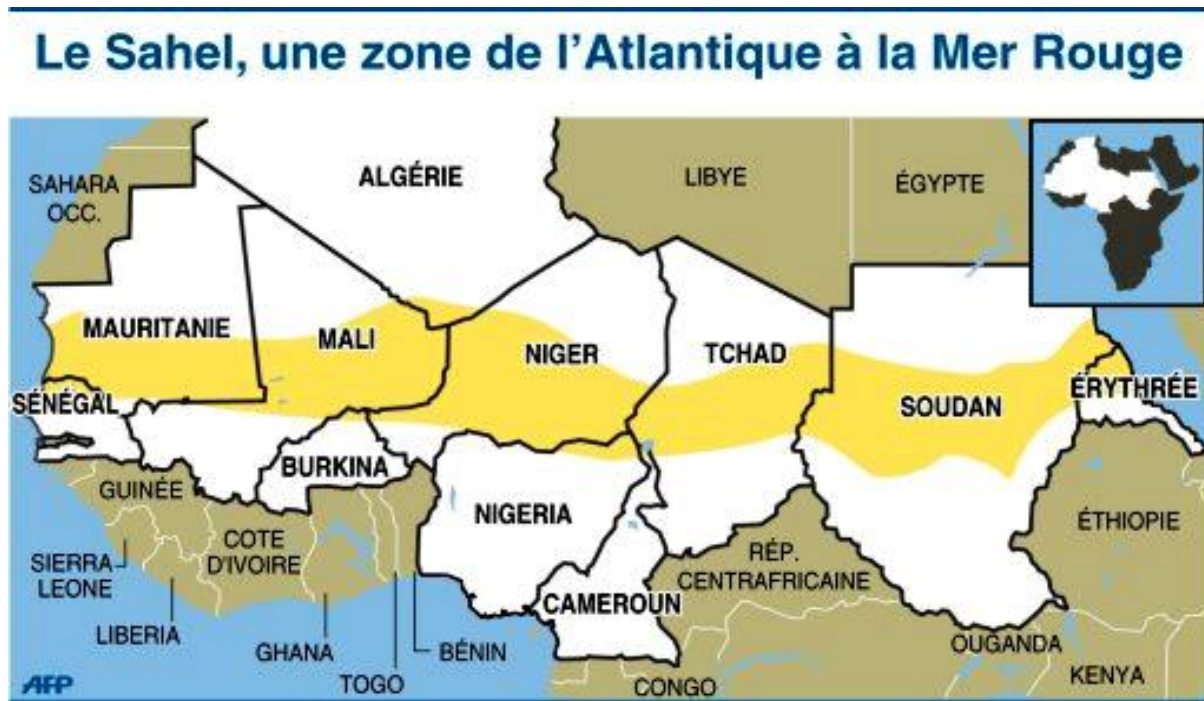 Le Sahel, une zone de l'Atlantique à la Mer Rouge
SAHARA
OCC.
ALGÉRIE
LIBYE
ÉGYPTE
MAURITANIE
MALI
NIGER
TCHAD
SOUDAN
ÉRYTHRÉE
SÉNÉGAL
BURKINA
NIGERIA
GUINÉE
SIERRA
LEONE
COTE
D'IVOIRE
LIBERIA
GHANA
TOGO
BÉNIN
CAMEROUN
RÉP.
CENTRAFRICAINE
ÉTHIOPIE
OUGANDA
KENYA
CONGO
AFP